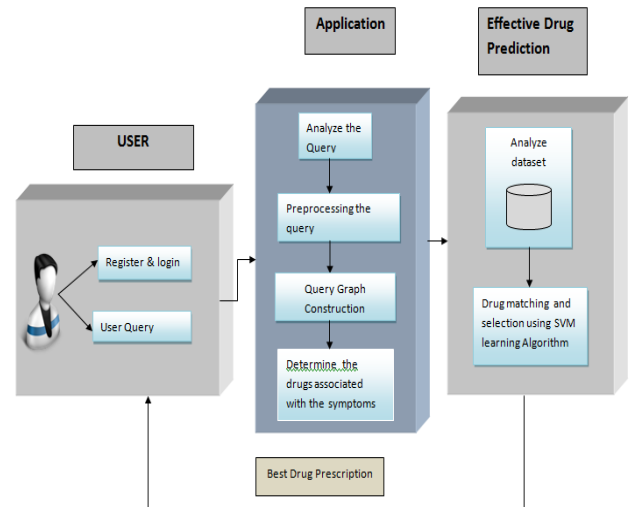 USER
Register & login
User Query
Application
Analyze the
Query
Preprocessing the
query
Query Graph
Construction
Determine the
drugs associated
with the symptoms
Effective Drug
Prediction
Analyze
dataset
Drug matching and
selection using SVM
learning Algorithm
Best Drug Prescription